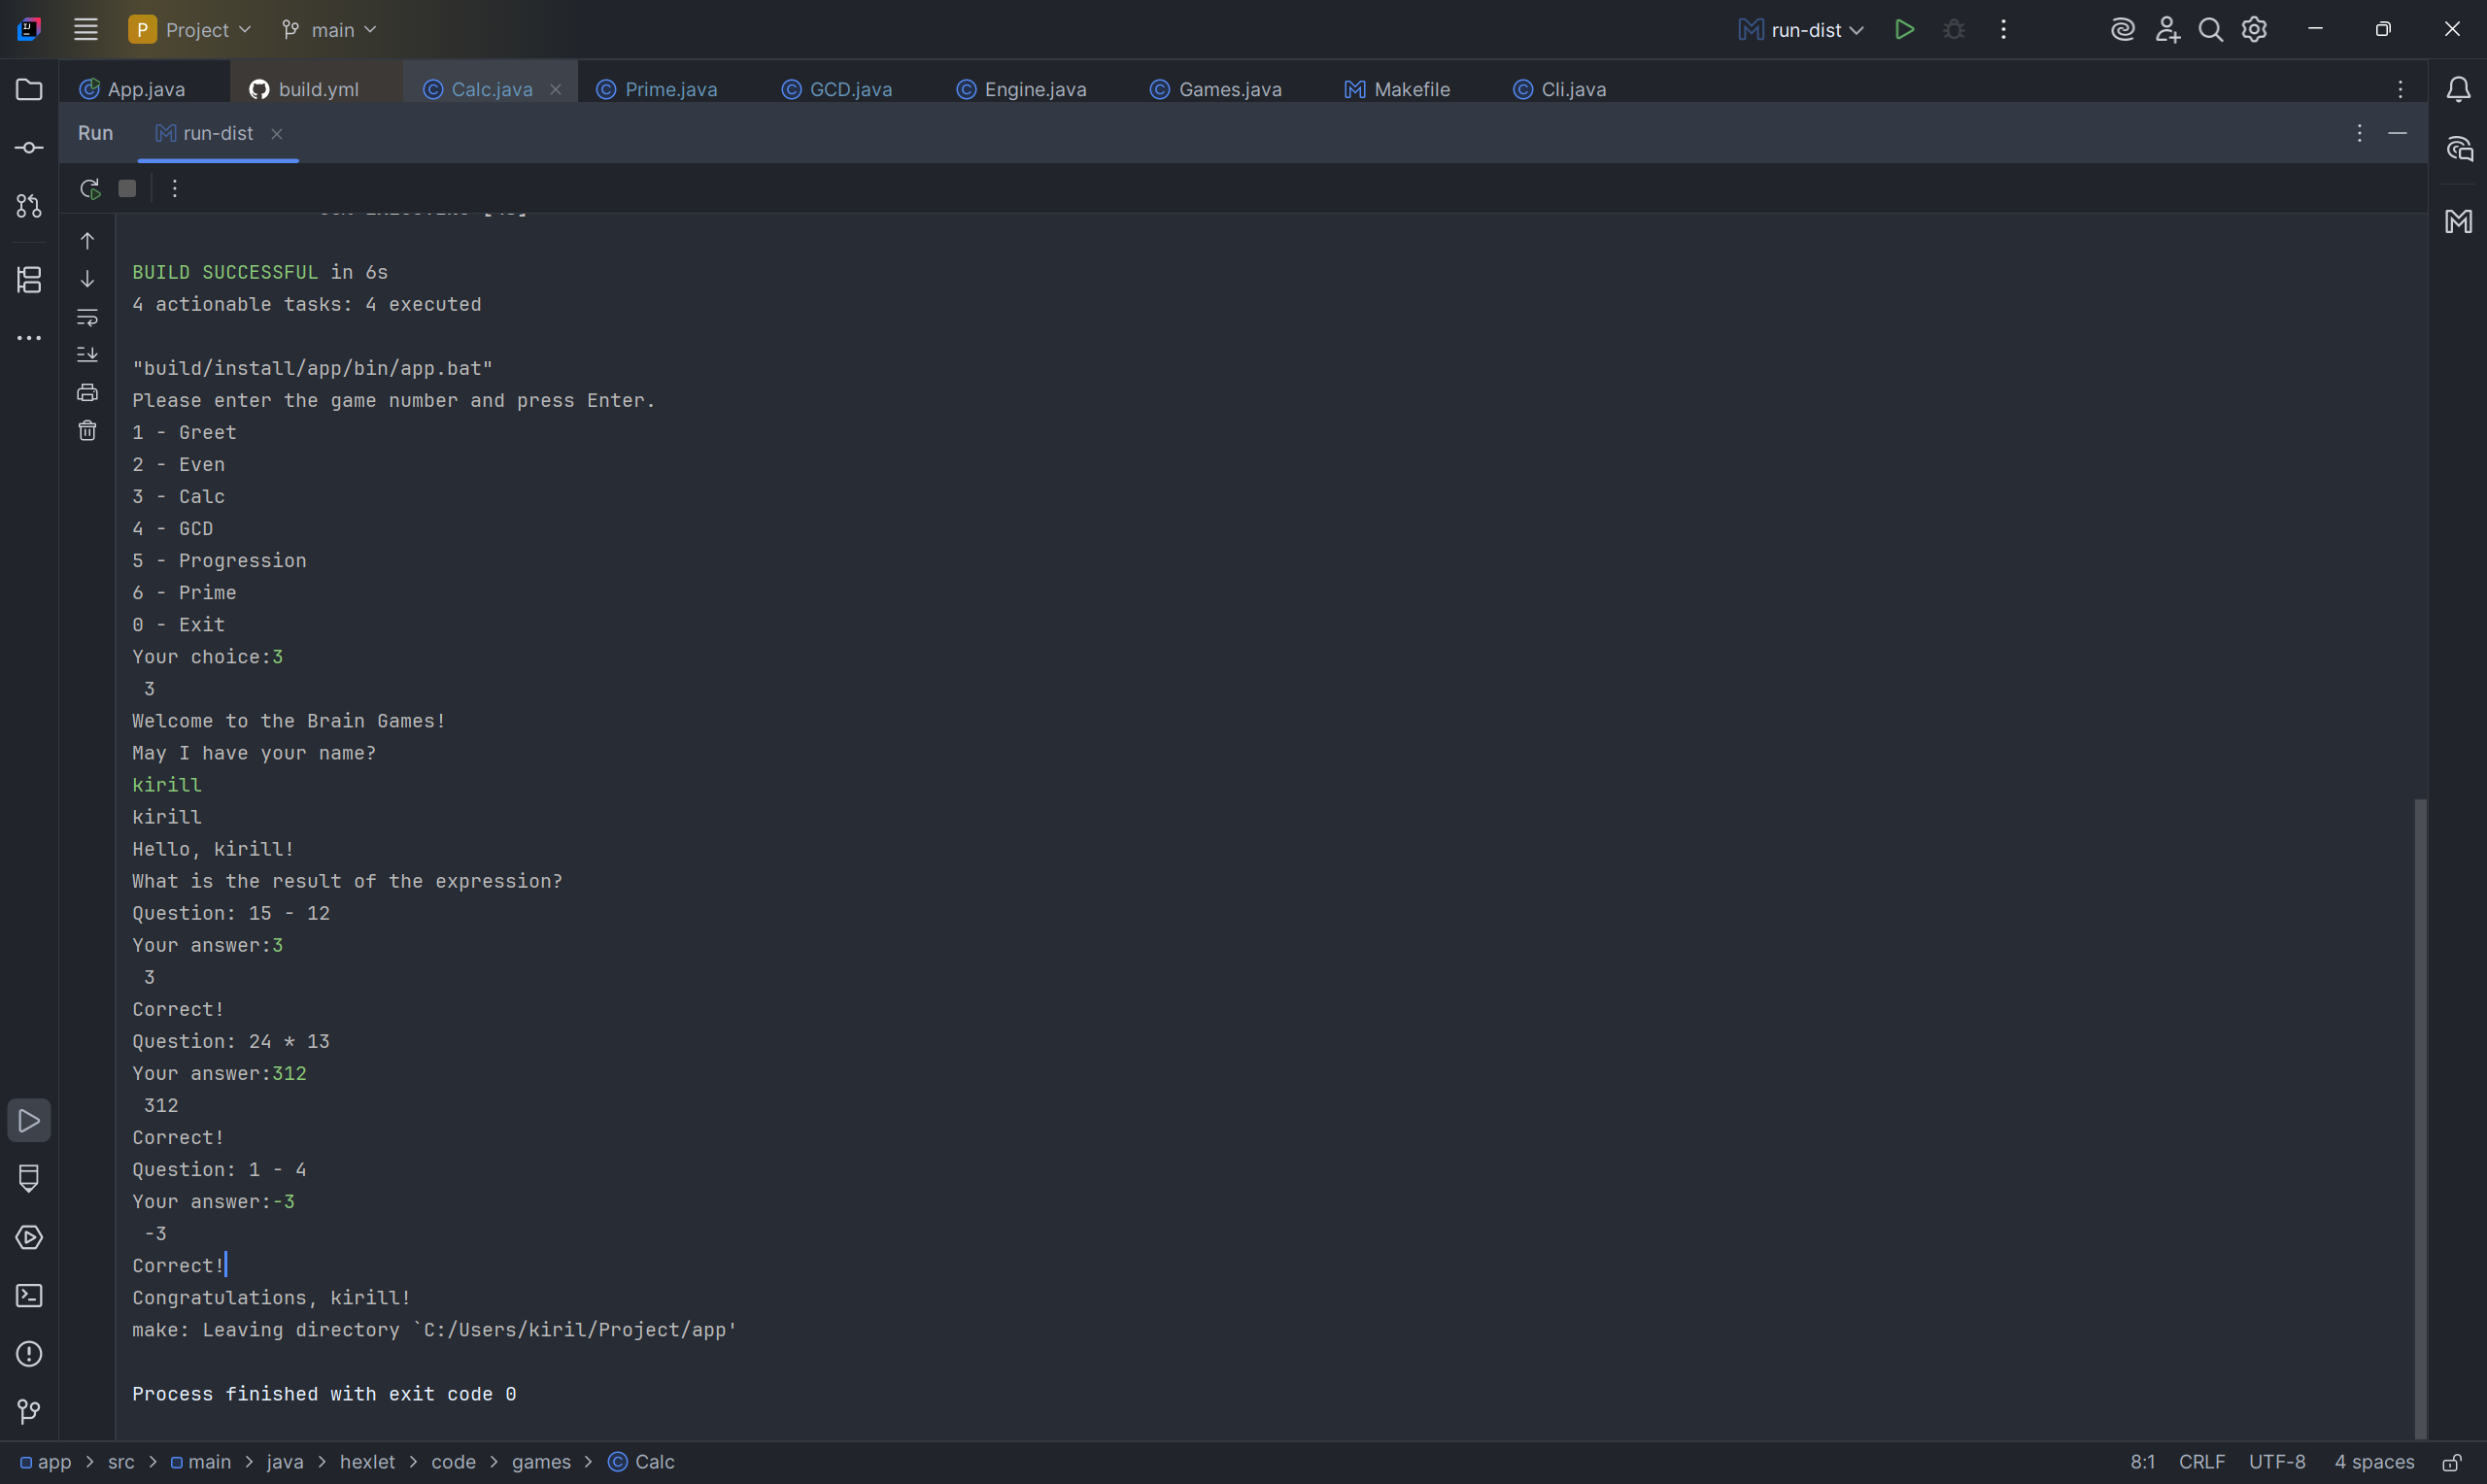 P Project main run-dist
App.java build.yml Calc.java Prime.java GCD.java Engine.java Games.java Makefile Cli.java
Run run-dist
BUILD SUCCESSFUL in 6s
4 actionable tasks: 4 executed
"build/install/app/bin/app.bat"
Please enter the game number and press Enter.
1 - Greet
2 - Even
3 - Calc
4 - GCD
5 - Progression
6 - Prime
0 - Exit
Your choice:3
3
Welcome to the Brain Games!
May I have your name?
kirill
kirill
Hello, kirill!
What is the result of the expression?
Question: 15 - 12
Your answer:3
3
Correct!
Question: 24 * 13
Your answer:312
312
Correct!
Question: 1 - 4
Your answer:-3
-3
Correct!
Congratulations, kirill!
make: Leaving directory `C:/Users/kiril/Project/app'
Process finished with exit code 0
app > src > main > java > hexlet > code > games > Calc 8:1 CRLF UTF-8 4 spaces